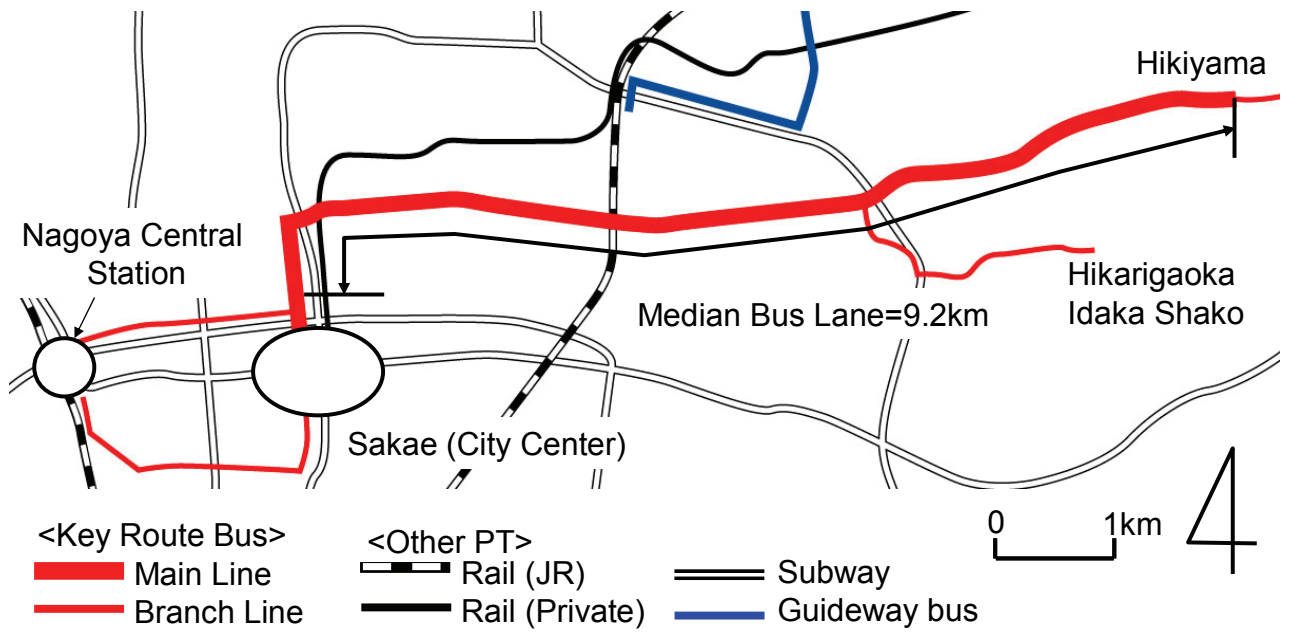 Hikiyama
Nagoya Central
Station
Hikarigaoka
Idaka Shako
Median Bus Lane=9.2km
Sakae (City Center)
<Key Route Bus>
Main Line
Branch Line
<Other PT>
Rail (JR)
Rail (Private)
Subway
Guideway bus
0 1km